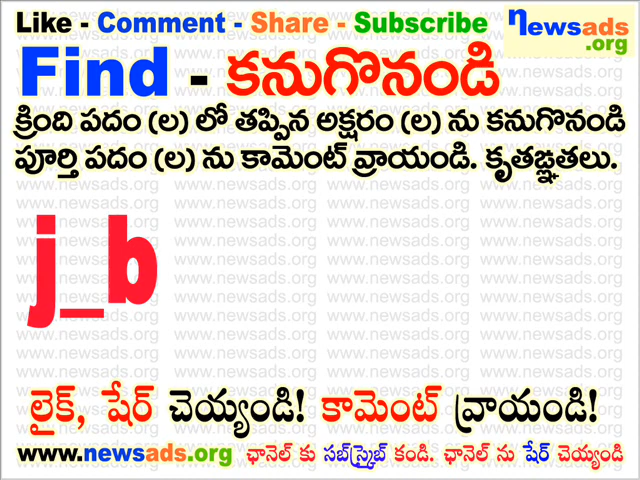 Like - Comment - Share - Subscribe
newsads
.org
Find - కనుగొనండి
క్రింది పదం (ల) లో తప్పిన అక్షరం (ల) ను కనుగొనండి
పూర్తి పదం (ల) ను కామెంట్ వ్రాయండి. కృతఙ్ఞతలు.
j_b
లైక్, షేర్ చెయ్యండి! కామెంట్ వ్రాయండి!
www.newsads.org ఛానెల్ కు సబ్‌స్క్రైబ్ కండి. ఛానెల్ ను షేర్ చెయ్యండి